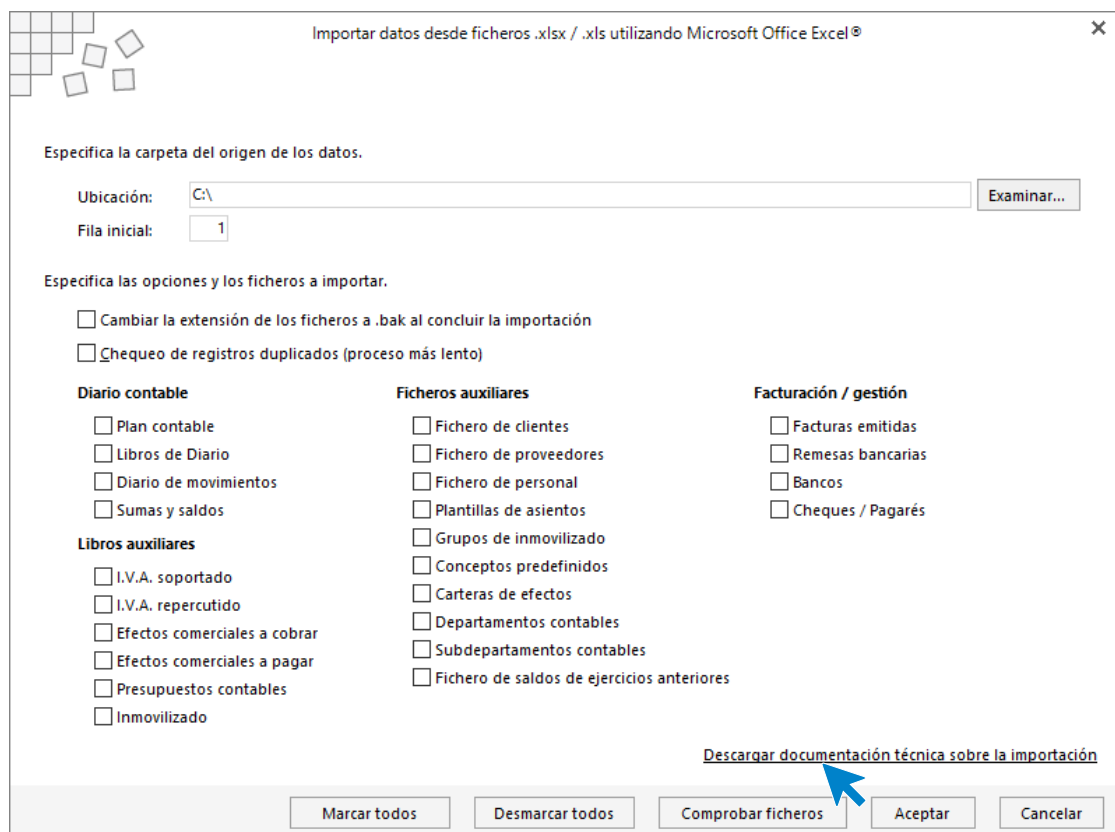 Importar datos desde ficheros .xlsx / .xls utilizando Microsoft Office Excel®
Especifica la carpeta del origen de los datos.
Ubicación: C:\ Examinar...
Fila inicial: 1
Especifica las opciones y los ficheros a importar.
Cambiar la extensión de los ficheros a .bak al concluir la importación
Chequeo de registros duplicados (proceso más lento)
Diario contable
Plan contable
Libros de Diario
Diario de movimientos
Sumas y saldos
Libros auxiliares
I.V.A. soportado
I.V.A. repercutido
Efectos comerciales a cobrar
Efectos comerciales a pagar
Presupuestos contables
Inmovilizado
Ficheros auxiliares
Fichero de clientes
Fichero de proveedores
Fichero de personal
Plantillas de asientos
Grupos de inmovilizado
Conceptos predefinidos
Carteras de efectos
Departamentos contables
Subdepartamentos contables
Fichero de saldos de ejercicios anteriores
Facturación / gestión
Facturas emitidas
Remesas bancarias
Bancos
Cheques / Pagarés
Descargar documentación técnica sobre la importación
Marcar todos Desmarcar todos Comprobar ficheros Aceptar Cancelar